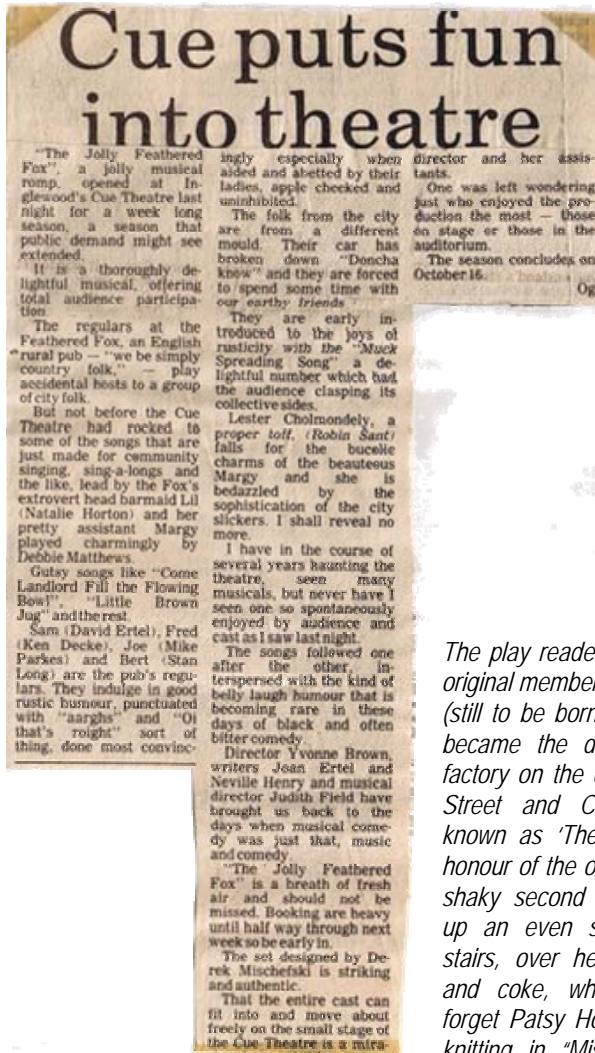 Cue puts fun
into theatre
"The Jolly Feathered
Fox", a jolly musical
romp, opened at In-
glewood's Cue Theatre last
night for a week long
season, a season that
public demand might see
extended.
It is a thoroughly de-
lightful musical, offering
total audience participa-
tion.
The regulars at the
Feathered Fox, an English
rural pub — "we be simply
country folk," — play
accidental hosts to a group
of city folk.
But not before the Cue
Theatre had rocked to
some of the songs that are
just made for community
singing, sing-a-longs and
the like, lead by the Fox's
extrovert head barmaid Lil
(Natalie Horton) and her
pretty assistant Margy
played charmingly by
Debbie Matthews.
Gutsy songs like "Come
Landlord Fill the Flowing
Bowl", "Little Brown
Jug" and the rest.
Sam (David Ertel), Fred
(Ken Decke), Joe (Mike
Parkes) and Bert (Stan
Long) are the pub's regu-
lars. They indulge in good
rustic humour, punctuated
with "aarghs" and "Oi
that's roight" sort of
thing, done most convinc-
ingly especially when
aided and abetted by their
ladies, apple checked and
uninhibited.
The folk from the city
are from a different
mould. Their car has
broken down "Doncha
know" and they are forced
to spend some time with
our earthy friends
They are early in-
troduced to the joys of
rusticity with the "Muck
Spreading Song" a de-
lightful number which had
the audience clasping its
collective sides.
Lester Cholmondely, a
proper toff, (Robin Sant)
falls for the bucolic
charms of the beauteous
Margy and she is
bedazzled by the
sophistication of the city
slickers. I shall reveal no
more.
I have in the course of
several years haunting the
theatre, seen many
musicals, but never have I
seen one so spontaneously
enjoyed by audience and
cast as I saw last night.
The songs followed one
after the other, in-
terspersed with the kind of
belly laugh humour that is
becoming rare in these
days of black and often
bitter comedy.
Director Yvonne Brown,
writers Joan Ertel and
Neville Henry and musical
director Judith Field have
brought us back to the
days when musical come-
dy was just that, music
and comedy.
"The Jolly Feathered
Fox" is a breath of fresh
air and should not be
missed. Booking are heavy
until half way through next
week so be early in.
The set designed by De-
rek Mischefski is striking
and authentic.
That the entire cast can
fit into and move about
freely on the small stage of
the Cue Theatre is a mira-
director and her assis-
tants.
One was left wondering
just who enjoyed the pro-
duction the most — those
on stage or those in the
auditorium.
The season concludes on
October 16.
Og
The play reade
original member
(still to be born
became the d
factory on the
Street and C
known as 'The
honour of the o
shaky second
up an even s
stairs, over he
and coke, wh
forget Patsy Ho
knitting in "Mis